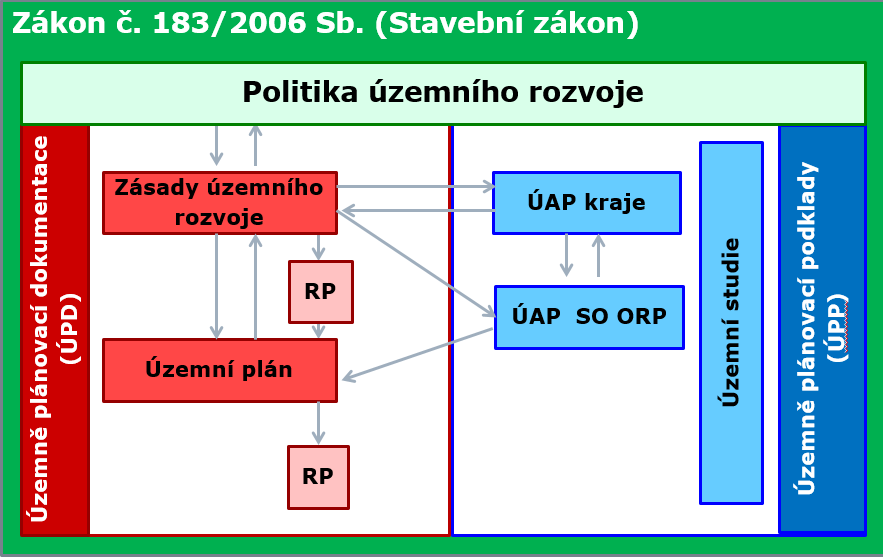 Zákon č. 183/2006 Sb. (Stavební zákon)
Politika územního rozvoje
Územně plánovací dokumentace
(ÚPD)
Zásady územního
rozvoje
RP
Územní plán
RP
ÚAP kraje
ÚAP  SO ORP
Územní studie
Územně plánovací podklady
(ÚPP)